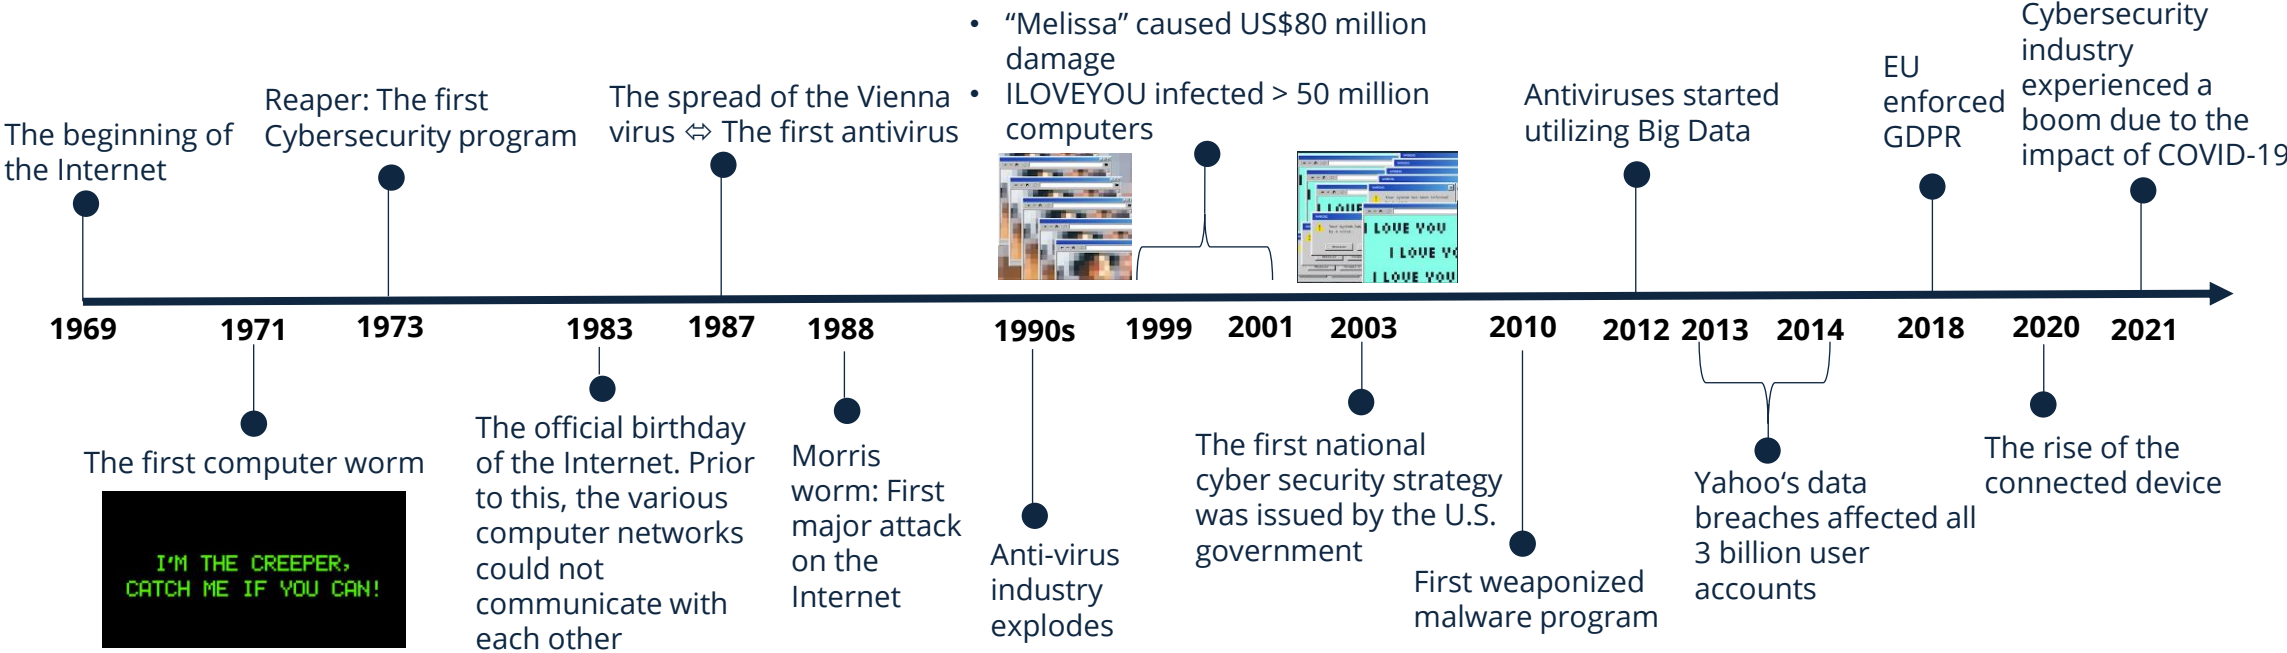 The beginning of
the Internet
Reaper: The first
Cybersecurity program
The spread of the Vienna
virus ⬄ The first antivirus
• “Melissa” caused US$80 million
damage
• ILOVEYOU infected > 50 million
computers
Antiviruses started
utilizing Big Data
EU
enforced
GDPR
Cybersecurity
industry
experienced a
boom due to the
impact of COVID-19
I LOVE YOU
I LOVE YO
I LOVE YOU
1969 1971 1973 1983 1987 1988 1990s 1999 2001 2003 2010 2012 2013 2014 2018 2020 2021
The first computer worm
I'M THE CREEPER,
CATCH ME IF YOU CAN!
The official birthday
of the Internet. Prior
to this, the various
computer networks
could not
communicate with
each other
Morris
worm: First
major attack
on the
Internet
Anti-virus
industry
explodes
The first national
cyber security strategy
was issued by the U.S.
government
First weaponized
malware program
Yahoo‘s data
breaches affected all
3 billion user
accounts
The rise of the
connected device